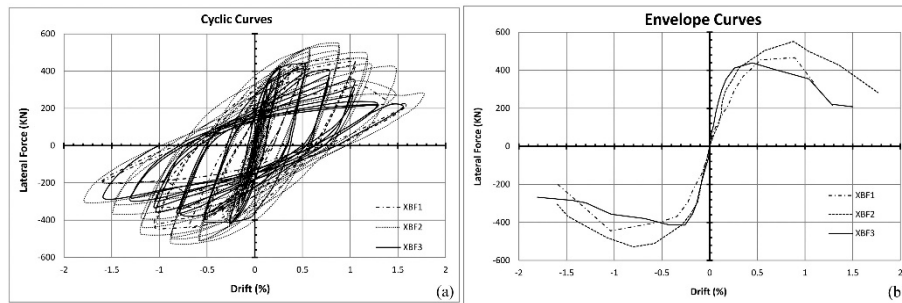 Cyclic Curves
600
400
200
0
-200
-400
-600
Lateral Force (KN)
-2 -1.5 -1 -0.5 0 0.5 1 1.5 2
Drift (%)
XBF1
XBF2
XBF3
(a)
Envelope Curves
600
400
200
0
-200
-400
-600
Lateral Force (KN)
-2 -1.5 -1 -0.5 0 0.5 1 1.5 2
Drift (%)
XBF1
XBF2
XBF3
(b)